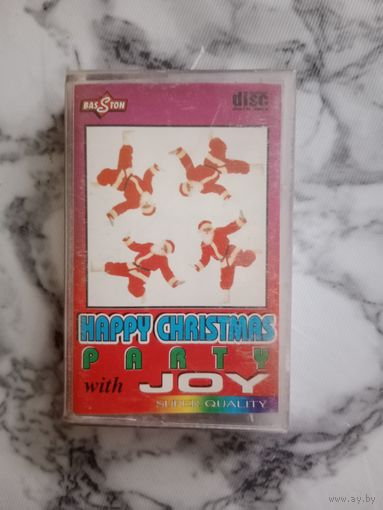 BASSTON
disc
HAPPY CHRISTMAS
PARTY
with JOY
SUPER QUALITY
www.ay.by